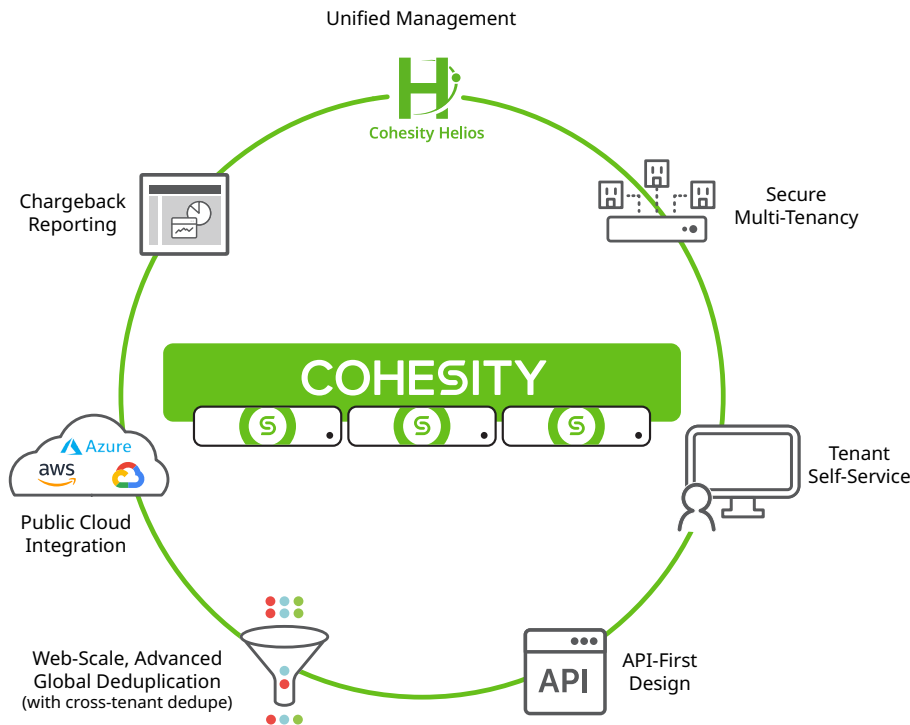 Unified Management
H
Cohesity Helios
Chargeback
Reporting
Secure
Multi-Tenancy
COHESITY
S
S
S
Azure
aws
Public Cloud
Integration
Tenant
Self-Service
Web-Scale, Advanced
Global Deduplication
(with cross-tenant dedupe)
API
API-First
Design